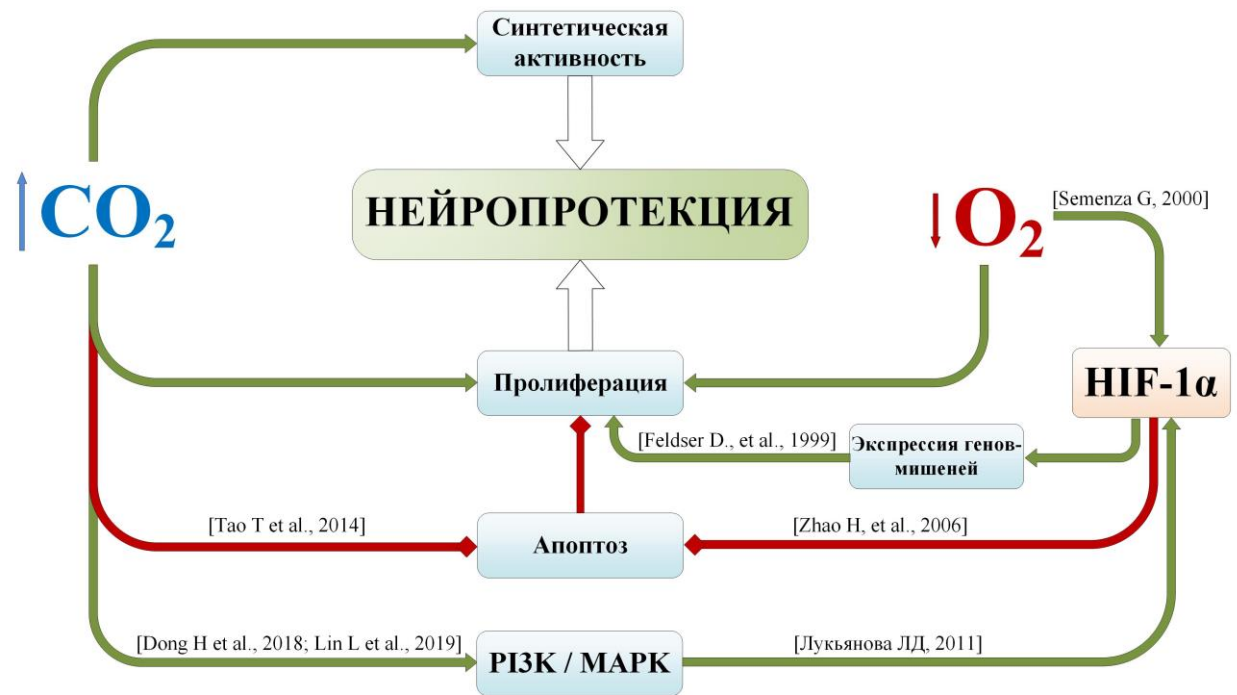 Синтетическая
активность
CO₂
НЕЙРОПРОТЕКЦИЯ
O₂
[Semenza G, 2000]
Пролиферация
HIF-1α
[Feldser D., et al., 1999]
Экспрессия генов-
мишеней
[Tao T et al., 2014]
Апоптоз
[Zhao H, et al., 2006]
[Dong H et al., 2018; Lin L et al., 2019]
PI3K / MAPK
[Лукьянова ЛД, 2011]